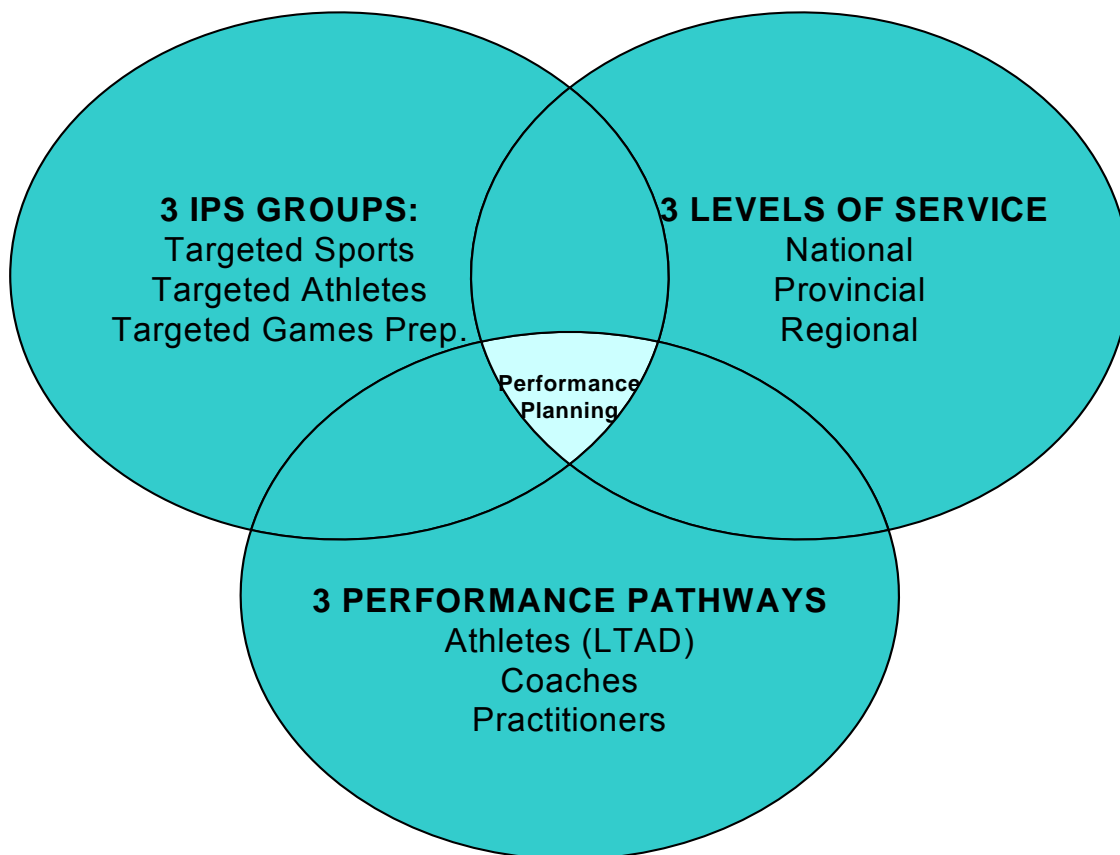 3 IPS GROUPS:
Targeted Sports
Targeted Athletes
Targeted Games Prep.
3 LEVELS OF SERVICE
National
Provincial
Regional
Performance
Planning
3 PERFORMANCE PATHWAYS
Athletes (LTAD)
Coaches
Practitioners